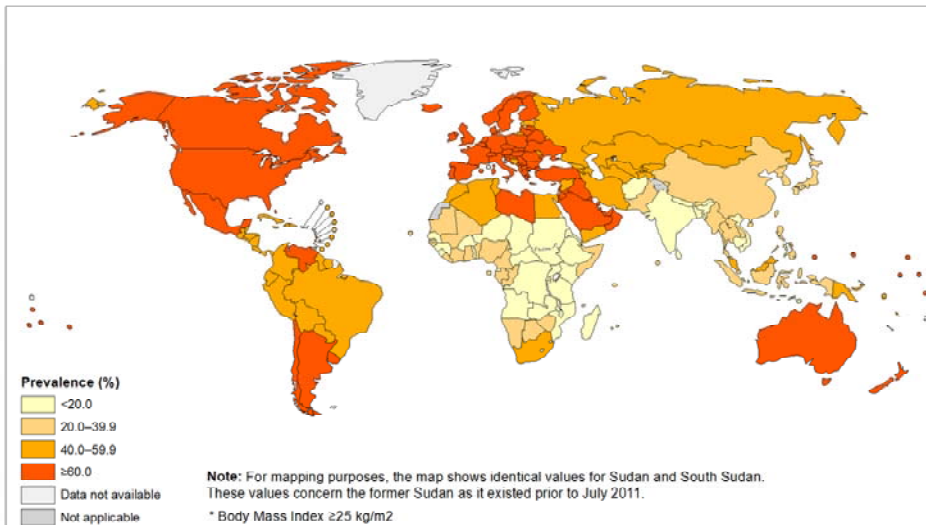 Prevalence (%)
<20.0
20.0–39.9
40.0–59.9
≥60.0
Data not available
Not applicable
Note: For mapping purposes, the map shows identical values for Sudan and South Sudan.
These values concern the former Sudan as it existed prior to July 2011.
* Body Mass Index ≥25 kg/m2